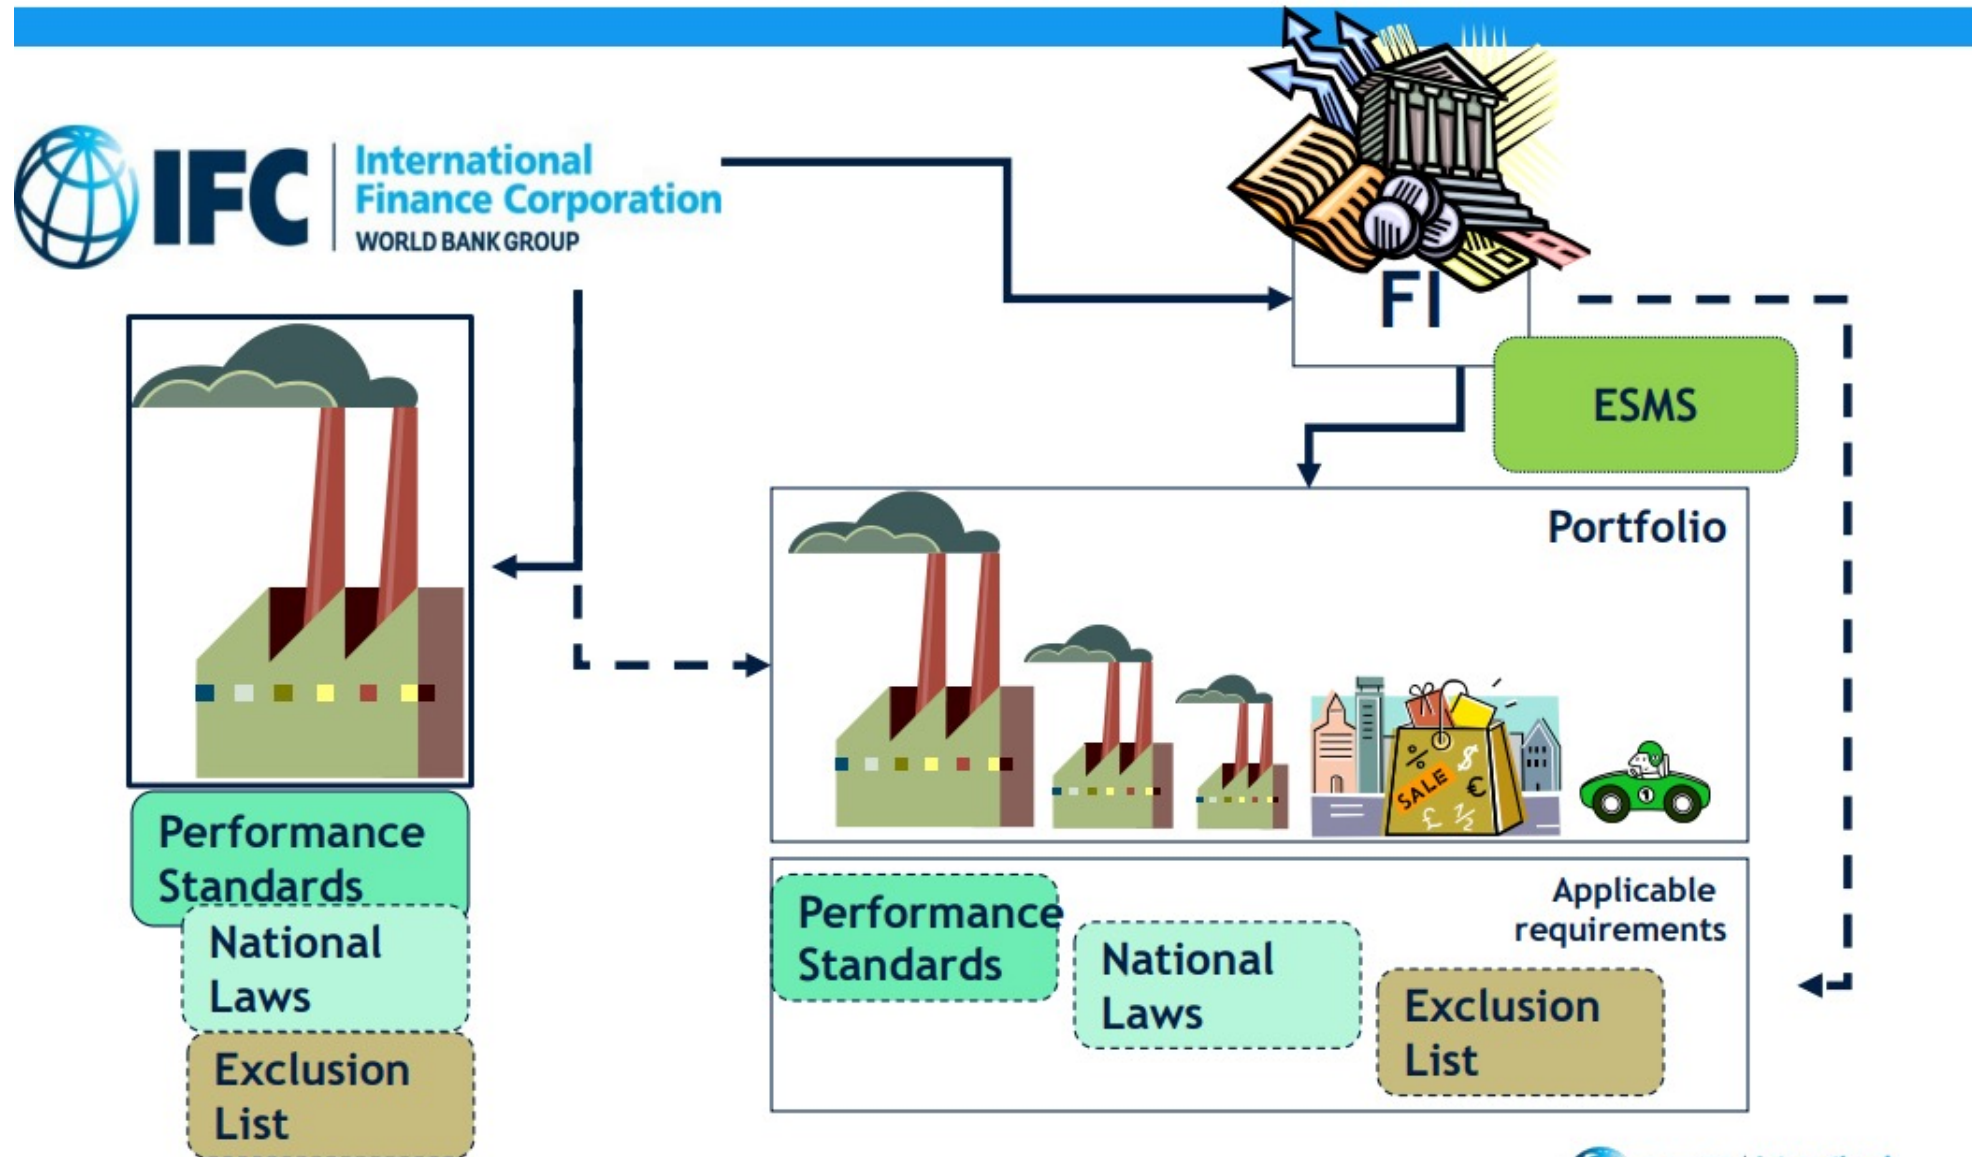 IFC
International
Finance Corporation
WORLD BANK GROUP
FI
ESMS
Portfolio
SALE
1
Performance
Standards
National
Laws
Exclusion
List
Applicable
requirements
Performance
Standards
National
Laws
Exclusion
List